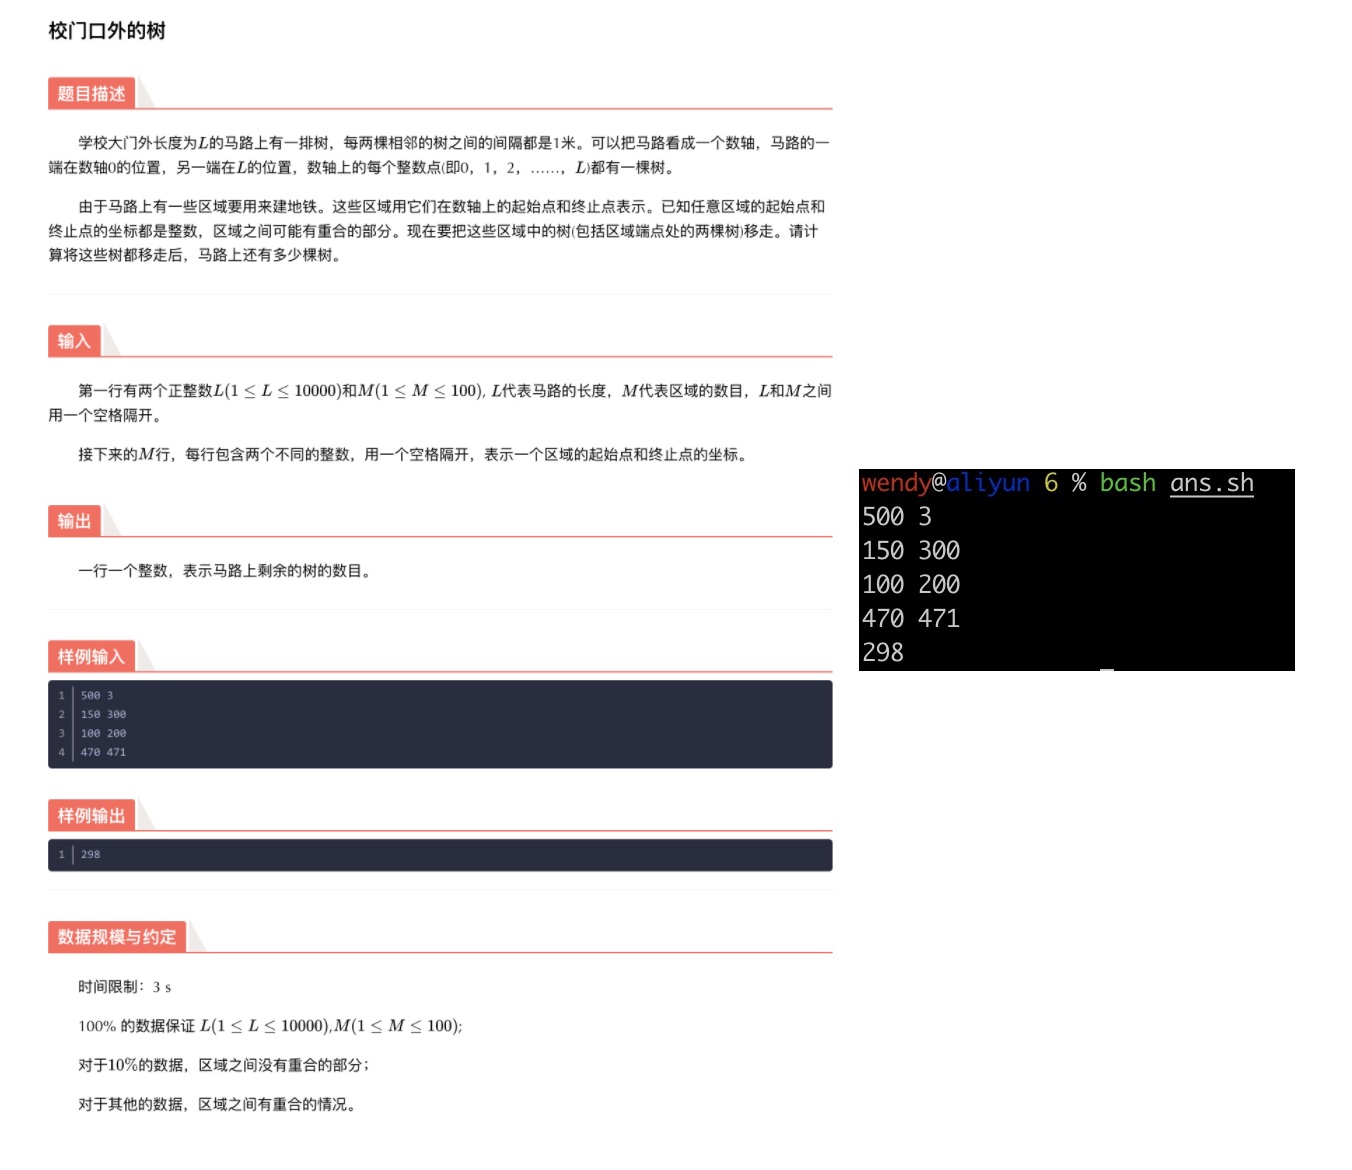 校门口外的树
题目描述
学校大门外长度为L的马路上有一排树，每两棵相邻的树之间的间隔都是1米。可以把马路看成一个数轴，马路的一
端在数轴0的位置，另一端在L的位置，数轴上的每个整数点(即0，1，2，……，L)都有一棵树。
由于马路上有一些区域要用来建地铁。这些区域用它们在数轴上的起始点和终止点表示。已知任意区域的起始点和
终止点的坐标都是整数，区域之间可能有重合的部分。现在要把这些区域中的树(包括区域端点处的两棵树)移走。请计
算将这些树都移走后，马路上还有多少棵树。
输入
第一行有两个正整数L(1 ≤ L ≤ 10000)和M(1 ≤ M ≤ 100), L代表马路的长度，M代表区域的数目，L和M之间
用一个空格隔开。
接下来的M行，每行包含两个不同的整数，用一个空格隔开，表示一个区域的起始点和终止点的坐标。
输出
一行一个整数，表示马路上剩余的树的数目。
样例输入
1 500 3
2 150 300
3 100 200
4 470 471
样例输出
1 298
数据规模与约定
时间限制：3 s
100% 的数据保证 L(1 ≤ L ≤ 10000),M(1 ≤ M ≤ 100);
对于10%的数据，区域之间没有重合的部分；
对于其他的数据，区域之间有重合的情况。
wendy@aliyun 6 % bash ans.sh
500 3
150 300
100 200
470 471
298